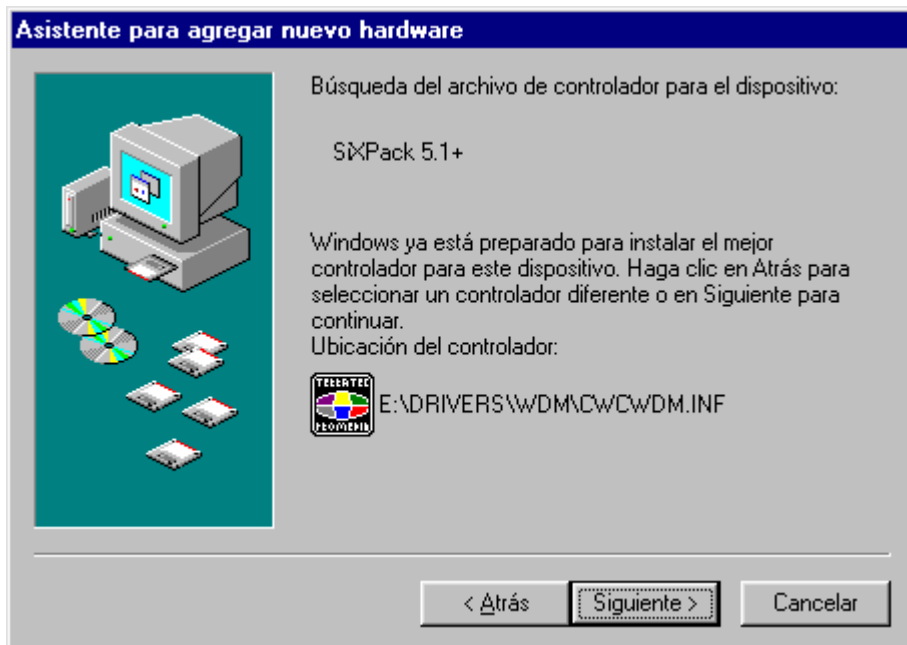 Asistente para agregar nuevo hardware
Búsqueda del archivo de controlador para el dispositivo:
SiXPack 5.1+
Windows ya está preparado para instalar el mejor
controlador para este dispositivo. Haga clic en Atrás para
seleccionar un controlador diferente o en Siguiente para
continuar.
Ubicación del controlador:
TERRATEC
PROMEDIA
E:\DRIVERS\WDM\CWCWDM.INF
< Atrás
Siguiente >
Cancelar